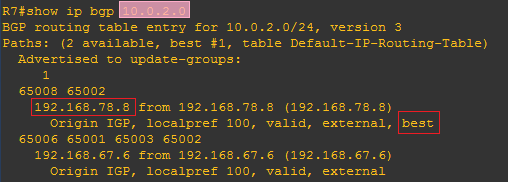 R7#show ip bgp 10.0.2.0
BGP routing table entry for 10.0.2.0/24, version 3
Paths: (2 available, best #1, table Default-IP-Routing-Table)
Advertised to update-groups:
1
65008 65002
192.168.78.8 from 192.168.78.8 (192.168.78.8)
Origin IGP, localpref 100, valid, external, best
65006 65001 65003 65002
192.168.67.6 from 192.168.67.6 (192.168.67.6)
Origin IGP, localpref 100, valid, external